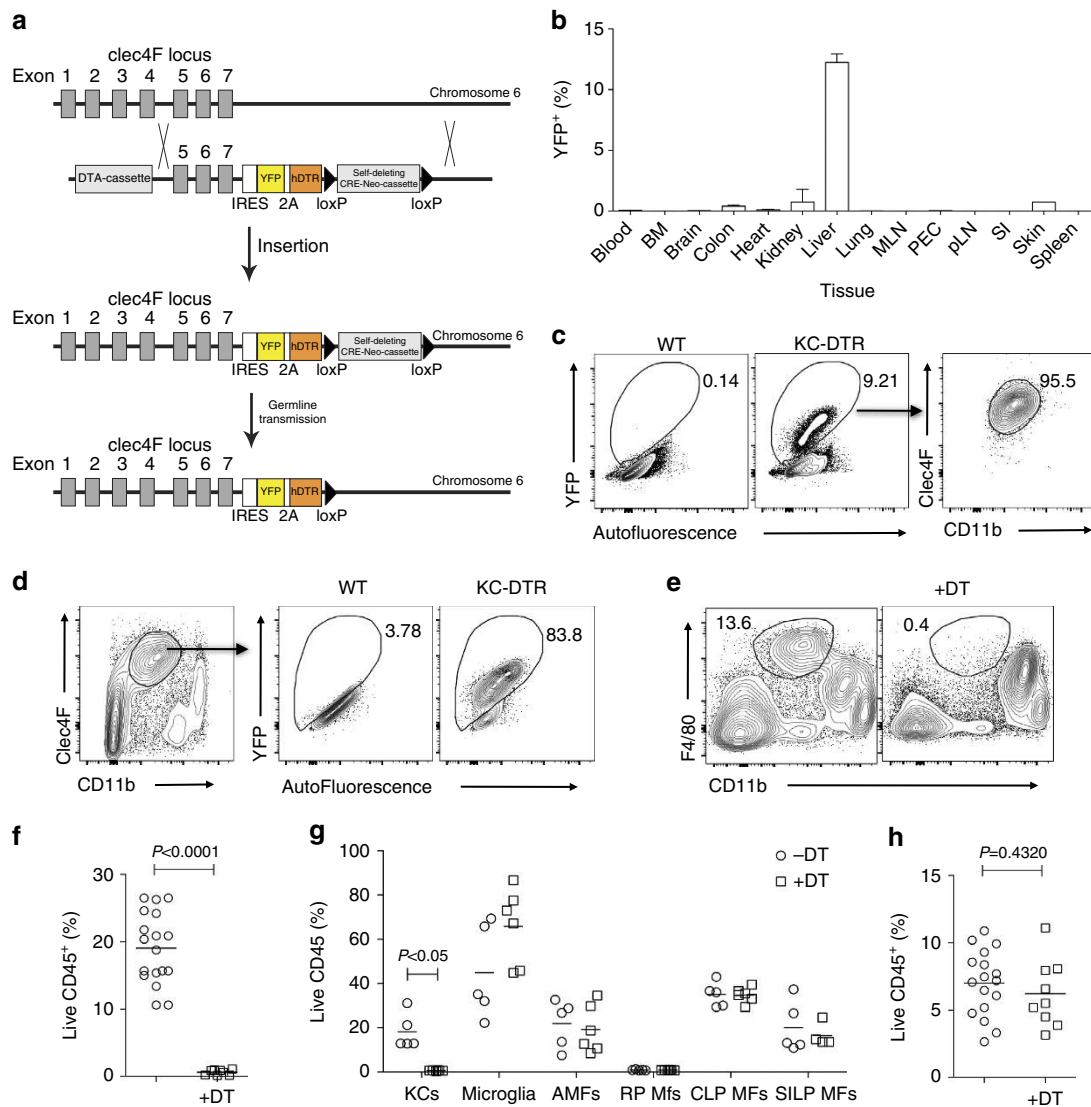 a
clec4F locus
Exon 1 2 3 4 5 6 7
Chromosome 6
5 6 7
DTA-cassette
YFP hDTR
Self-deleting
CRE-Neo-cassette
IRES 2A loxP loxP
Insertion
clec4F locus
Exon 1 2 3 4 5 6 7
Chromosome 6
YFP hDTR
Self-deleting
CRE-Neo-cassette
IRES 2A loxP loxP
Germline
transmission
clec4F locus
Exon 1 2 3 4 5 6 7
Chromosome 6
YFP hDTR
IRES 2A loxP
b
YFP+ (%)
15
10
5
0
Blood
BM
Brain
Colon
Heart
Kidney
Liver
Lung
MLN
PEC
pLN
SI
Skin
Spleen
Tissue
c
WT
KC-DTR
0.14
9.21
95.5
YFP
Autofluorescence
Clec4F
CD11b
d
WT
KC-DTR
3.78
83.8
Clec4F
CD11b
YFP
AutoFluorescence
e
+DT
13.6
0.4
F4/80
CD11b
f
P<0.0001
Live CD45+ (%)
30
20
10
0
+DT
g
Live CD45 (%)
100
80
60
40
20
0
–DT
+DT
P<0.05
KCs
Microglia
AMFs
RP Mfs
CLP MFs
SILP MFs
h
P=0.4320
Live CD45+ (%)
15
10
5
0
+DT